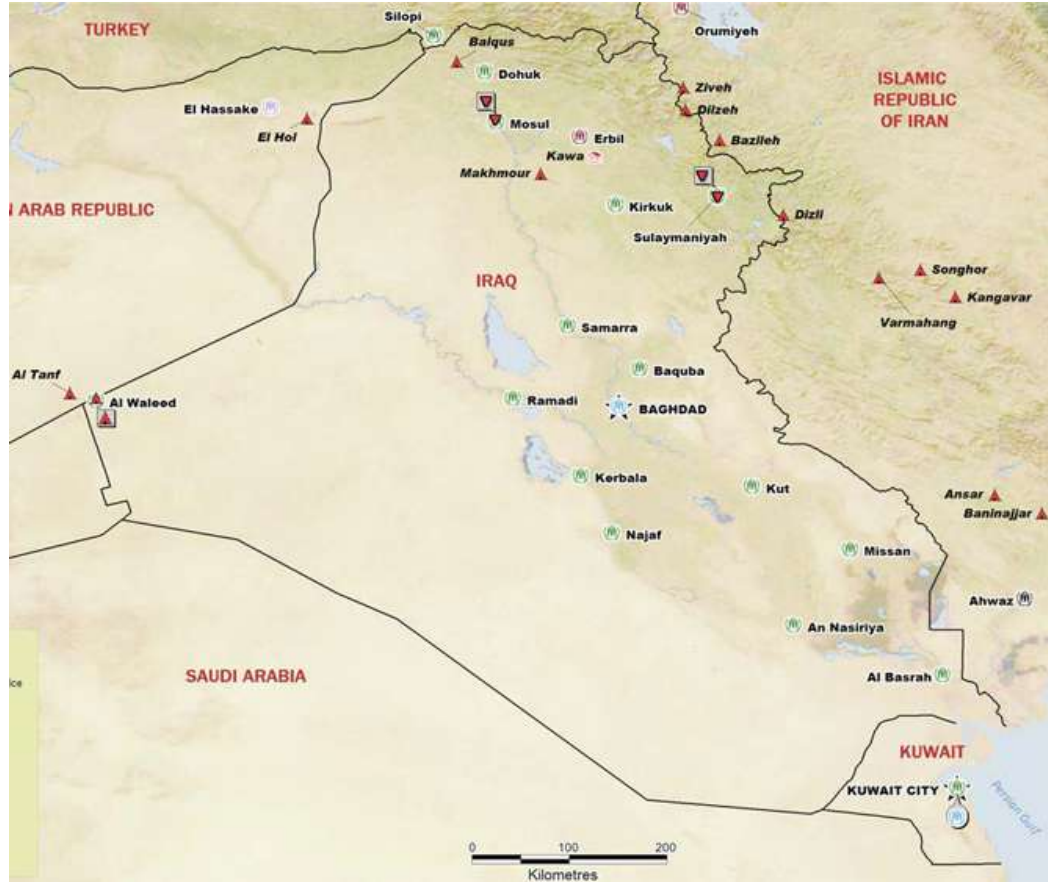 Silopi
TURKEY
Balqus
Orumiyeh
Dohuk
ISLAMIC
REPUBLIC
OF IRAN
Ziveh
El Hassake
Dilzeh
El Hol
Mosul
Erbil
Bazileh
Kawa
Makhmour
N ARAB REPUBLIC
Kirkuk
Dizli
Sulaymaniyah
Songhor
IRAQ
Kangavar
Varmahang
Samarra
Baquba
Al Tanf
Al Waleed
Ramadi
BAGHDAD
Kerbala
Kut
Ansar
Baninajjar
Najaf
Missan
Ahwaz
An Nasiriya
SAUDI ARABIA
Al Basrah
ice
KUWAIT
KUWAIT CITY
Persian Gulf
0 100 200
Kilometres